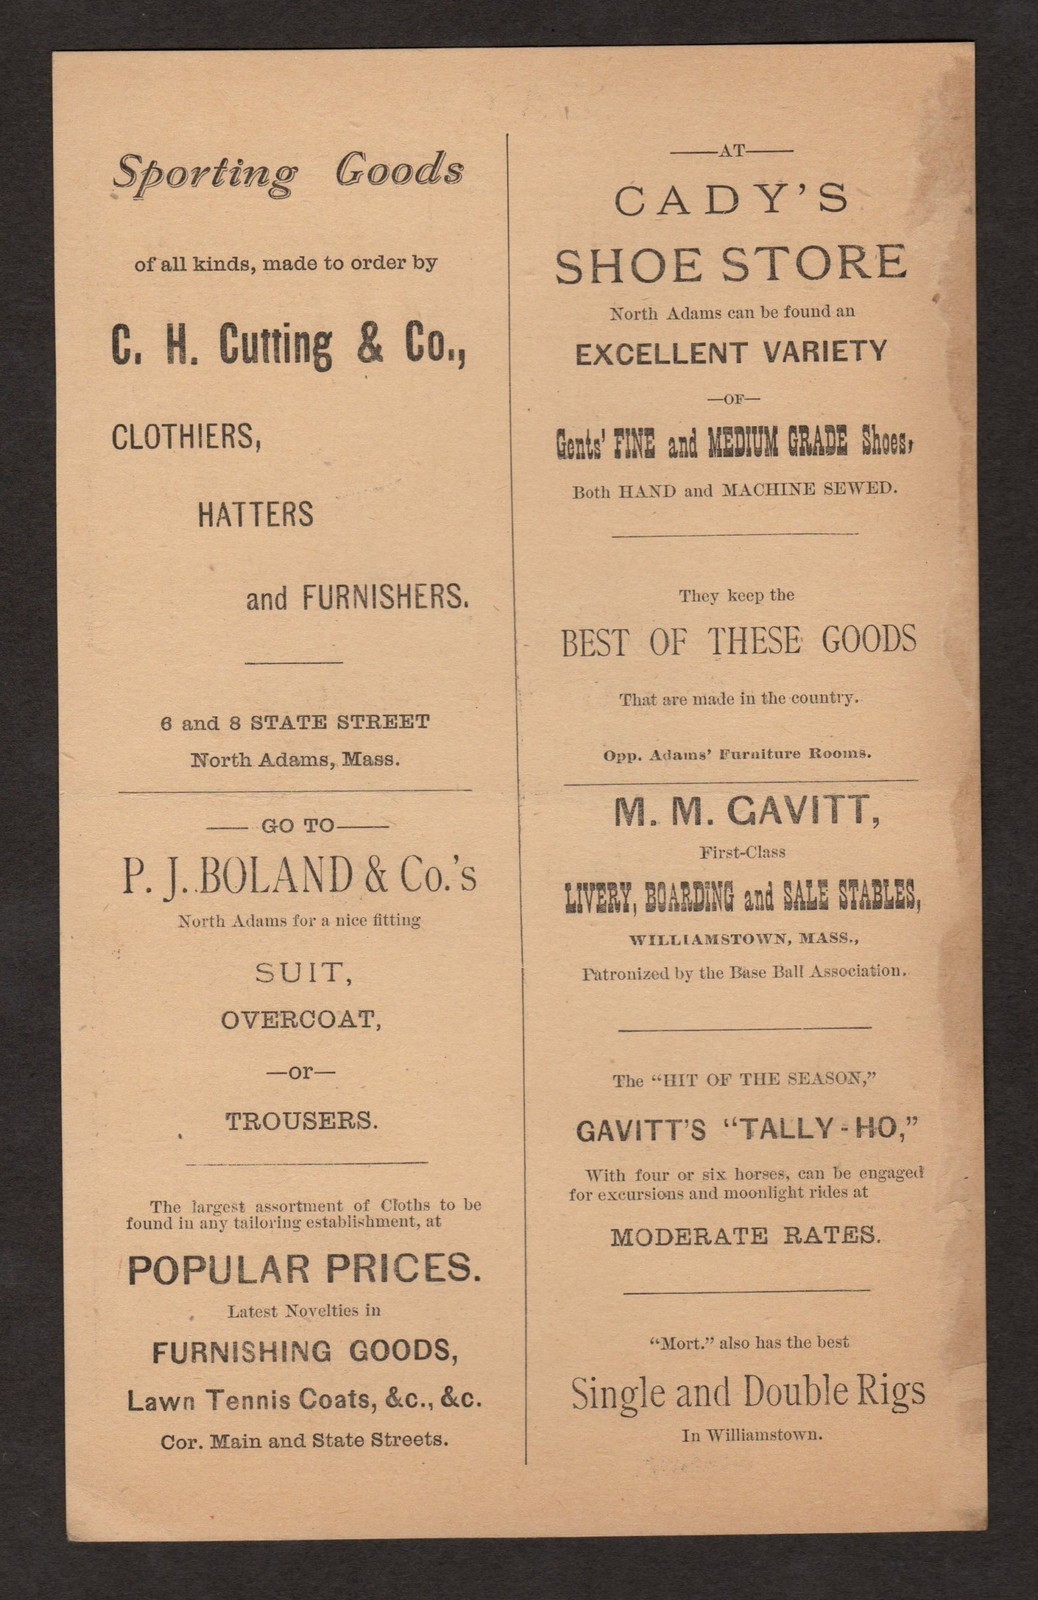 Sporting Goods
of all kinds, made to order by
C. H. Cutting & Co.,
CLOTHIERS,
HATTERS
and FURNISHERS.
6 and 8 STATE STREET
North Adams, Mass.
GO TO
P. J. BOLAND & Co.'s
North Adams for a nice fitting
SUIT,
OVERCOAT,
—or—
TROUSERS.
The largest assortment of Cloths to be
found in any tailoring establishment, at
POPULAR PRICES.
Latest Novelties in
FURNISHING GOODS,
Lawn Tennis Coats, &c., &c.
Cor. Main and State Streets.
—AT—
CADY'S
SHOE STORE
North Adams can be found an
EXCELLENT VARIETY
—OF—
Gents' FINE and MEDIUM GRADE Shoes,
Both HAND and MACHINE SEWED.
They keep the
BEST OF THESE GOODS
That are made in the country.
Opp. Adams' Furniture Rooms.
M. M. GAVITT,
First-Class
LIVERY, BOARDING and SALE STABLES,
WILLIAMSTOWN, MASS.,
Patronized by the Base Ball Association.
The "HIT OF THE SEASON,"
GAVITT'S "TALLY-HO,"
With four or six horses, can be engaged
for excursions and moonlight rides at
MODERATE RATES.
"Mort." also has the best
Single and Double Rigs
In Williamstown.